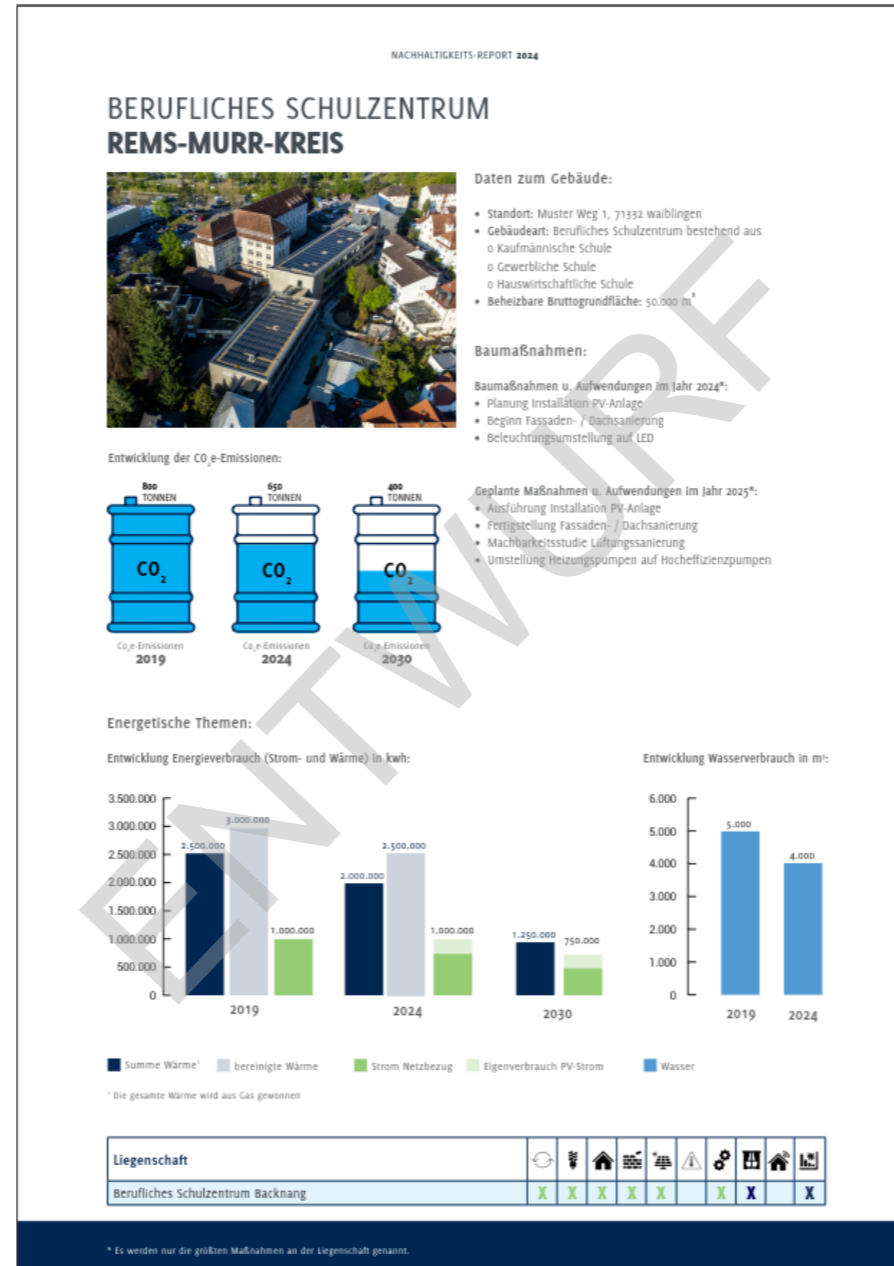 NACHHALTIGKEITS-REPORT 2024
BERUFLICHES SCHULZENTRUM
REMS-MURR-KREIS
Daten zum Gebäude:
• Standort: Muster Weg 1, 71332 waiblingen
• Gebäudeart: Berufliches Schulzentrum bestehend aus
o Kaufmännische Schule
o Gewerbliche Schule
o Hauswirtschaftliche Schule
• Beheizbare Bruttogrundfläche: 50.000 m²
Baumaßnahmen:
Baumaßnahmen u. Aufwendungen im Jahr 2024*:
• Planung Installation PV-Anlage
• Beginn Fassaden- / Dachsanierung
• Beleuchtungsumstellung auf LED
Geplante Maßnahmen u. Aufwendungen im Jahr 2025*:
• Ausführung Installation PV-Anlage
• Fertigstellung Fassaden- / Dachsanierung
• Machbarkeitsstudie Lüftungssanierung
• Umstellung Heizungspumpen auf Hocheffizienzpumpen
Entwicklung der CO₂e-Emissionen:
800 650 400
TONNEN TONNEN TONNEN
CO₂ CO₂ CO₂
Co₂e-Emissionen Co₂e-Emissionen Co₂e-Emissionen
2019 2024 2030
ENTWURF
Energetische Themen:
Entwicklung Energieverbrauch (Strom- und Wärme) in kwh:
3.500.000
3.000.000
2.500.000
2.000.000
1.500.000
1.000.000
500.000
0
2.500.000 3.000.000 1.000.000
2.000.000 2.500.000 1.000.000
1.250.000 750.000
2019 2024 2030
Entwicklung Wasserverbrauch in m³:
6.000
5.000
4.000
3.000
2.000
1.000
0
5.000 4.000
2019 2024
Summe Wärme¹ bereinigte Wärme Strom Netzbezug Eigenverbrauch PV-Strom Wasser
¹ Die gesamte Wärme wird aus Gas gewonnen
Liegenschaft
Berufliches Schulzentrum Backnang X X X X X X X X
* Es werden nur die größten Maßnahmen an der Liegenschaft genannt.